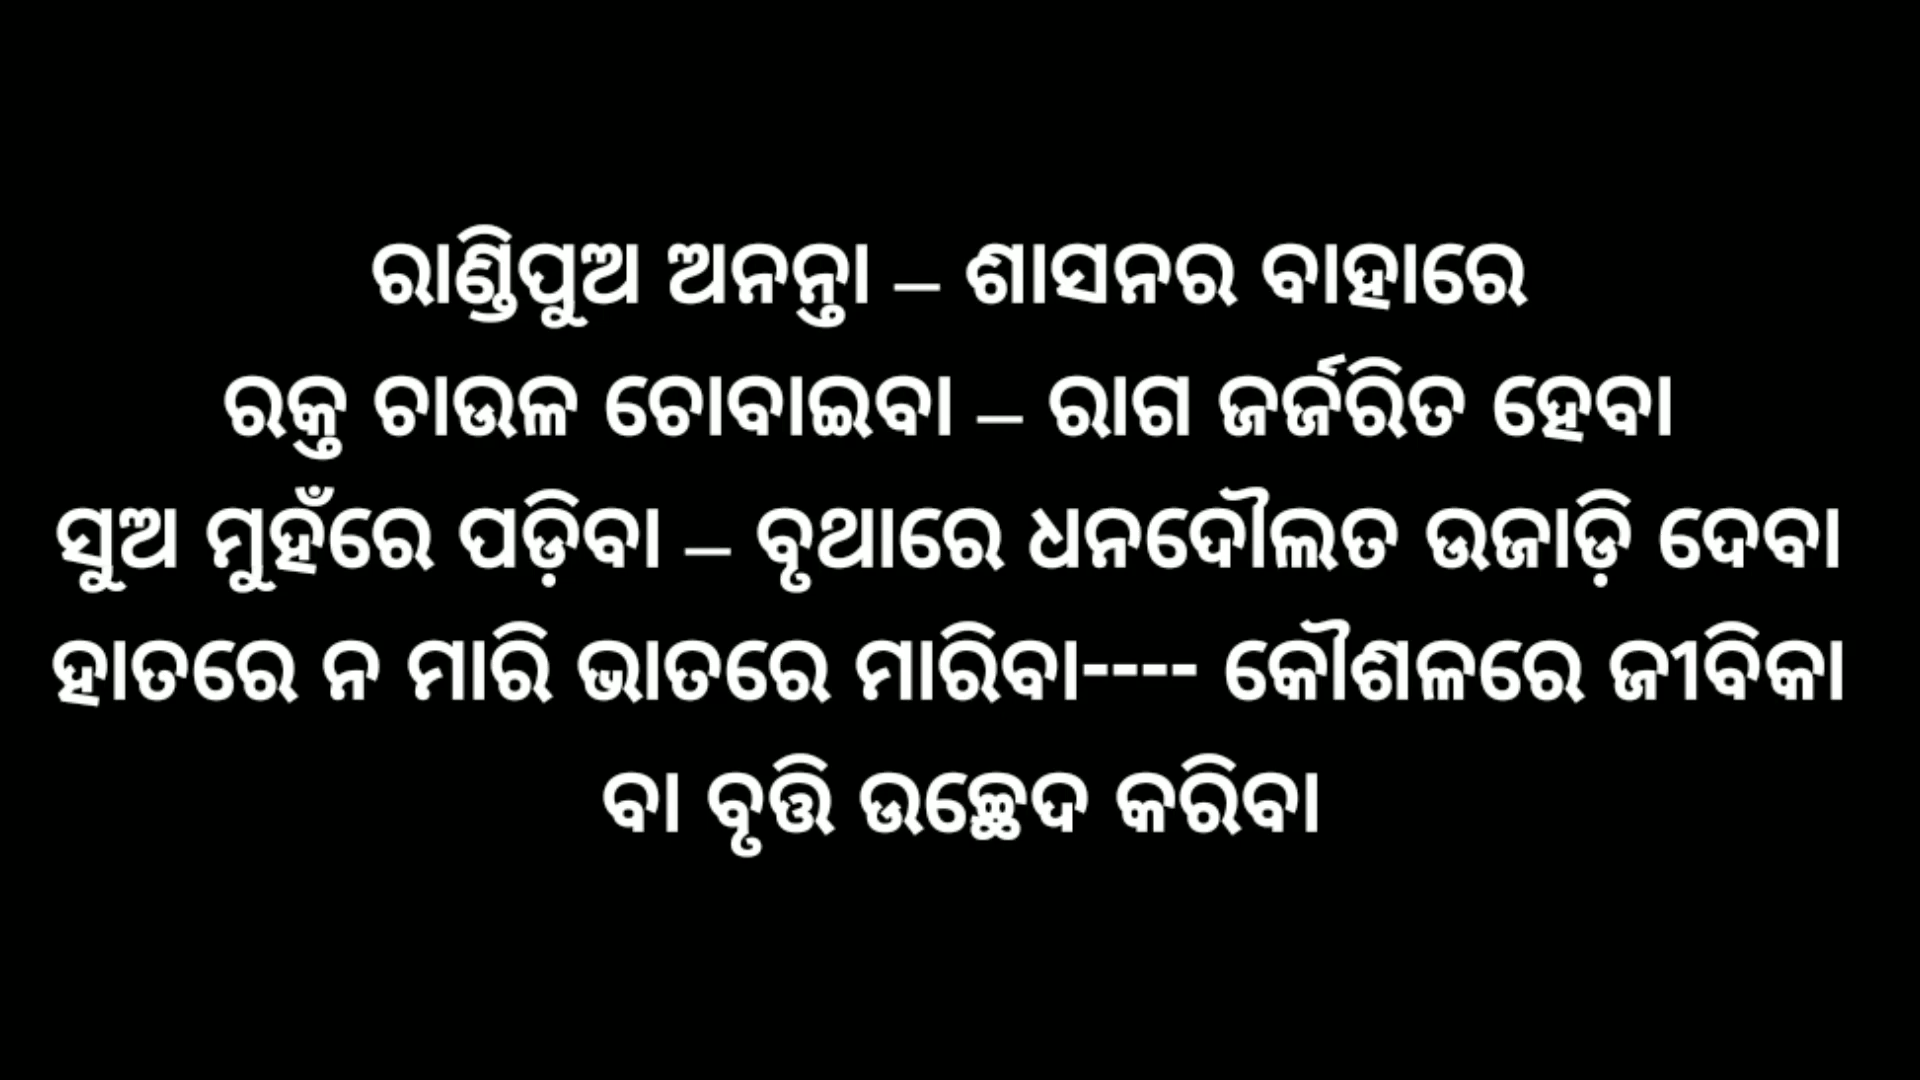 ରାଣ୍ଡିପୁଅ ଅନନ୍ତା – ଶାସନର ବାହାରେ
ରକ୍ତ ଚାଉଳ ଚୋବାଇବା – ରାଗ ଜର୍ଜରିତ ହେବା
ସୁଅ ମୁହଁରେ ପଡ଼ିବା – ବୃଥାରେ ଧନଦୌଲତ ଉଜାଡ଼ି ଦେବା
ହାତରେ ନ ମାରି ଭାତରେ ମାରିବା---- କୌଶଳରେ ଜୀବିକା
ବା ବୃତ୍ତି ଉଚ୍ଛେଦ କରିବା